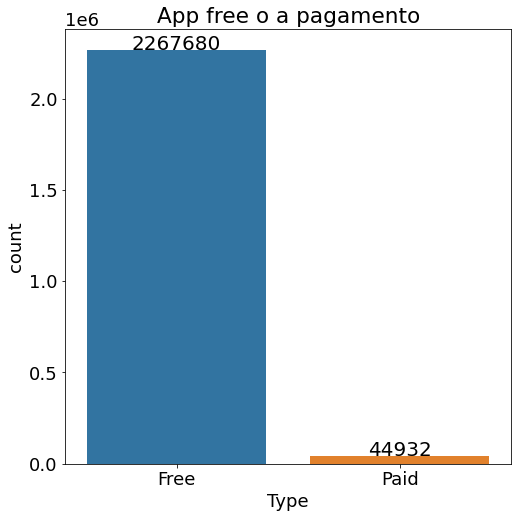 App free o a pagamento
1e6
2267680
2.0
1.5
1.0
0.5
0.0
count
44932
Free
Paid
Type